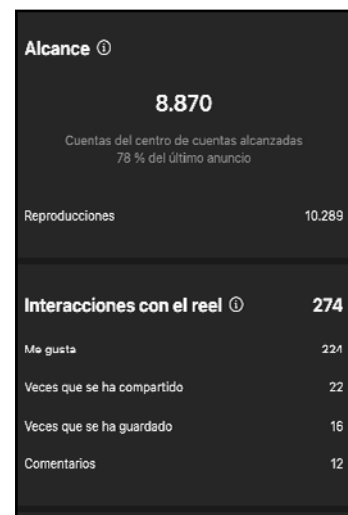 Alcance ⓘ
8.870
Cuentas del centro de cuentas alcanzadas
78 % del último anuncio
Reproducciones 10.289
Interacciones con el reel ⓘ 274
Me gusta 224
Veces que se ha compartido 22
Veces que se ha guardado 16
Comentarios 12